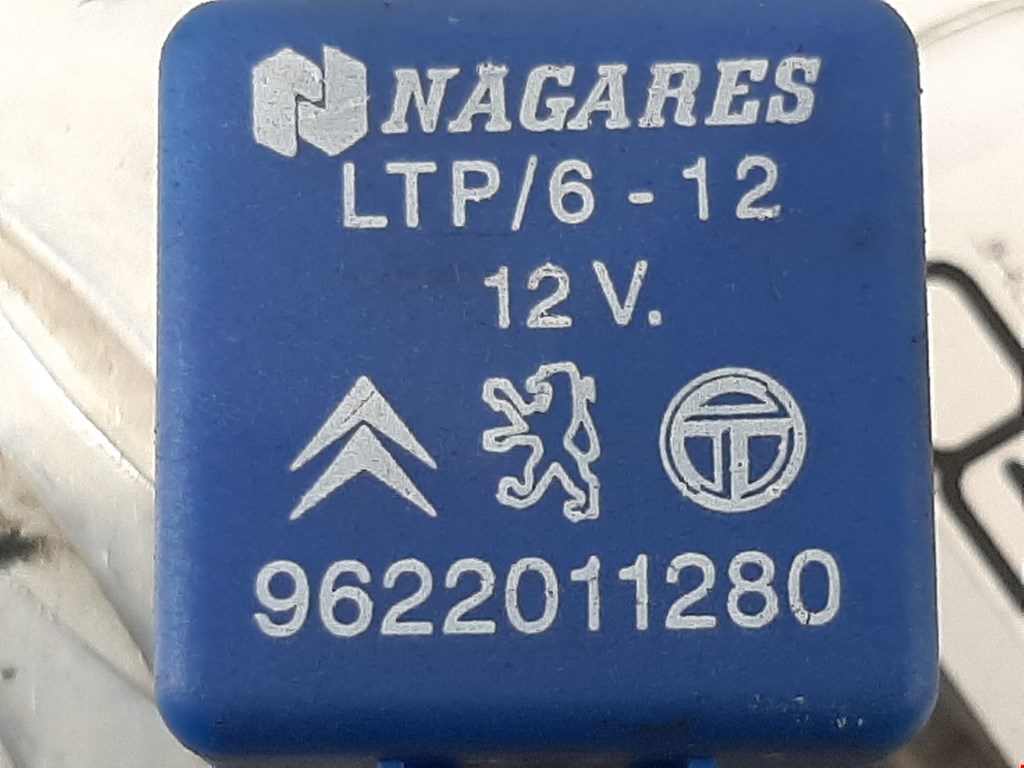 NAGARES
LTP/6 - 12
12 V.
9622011280